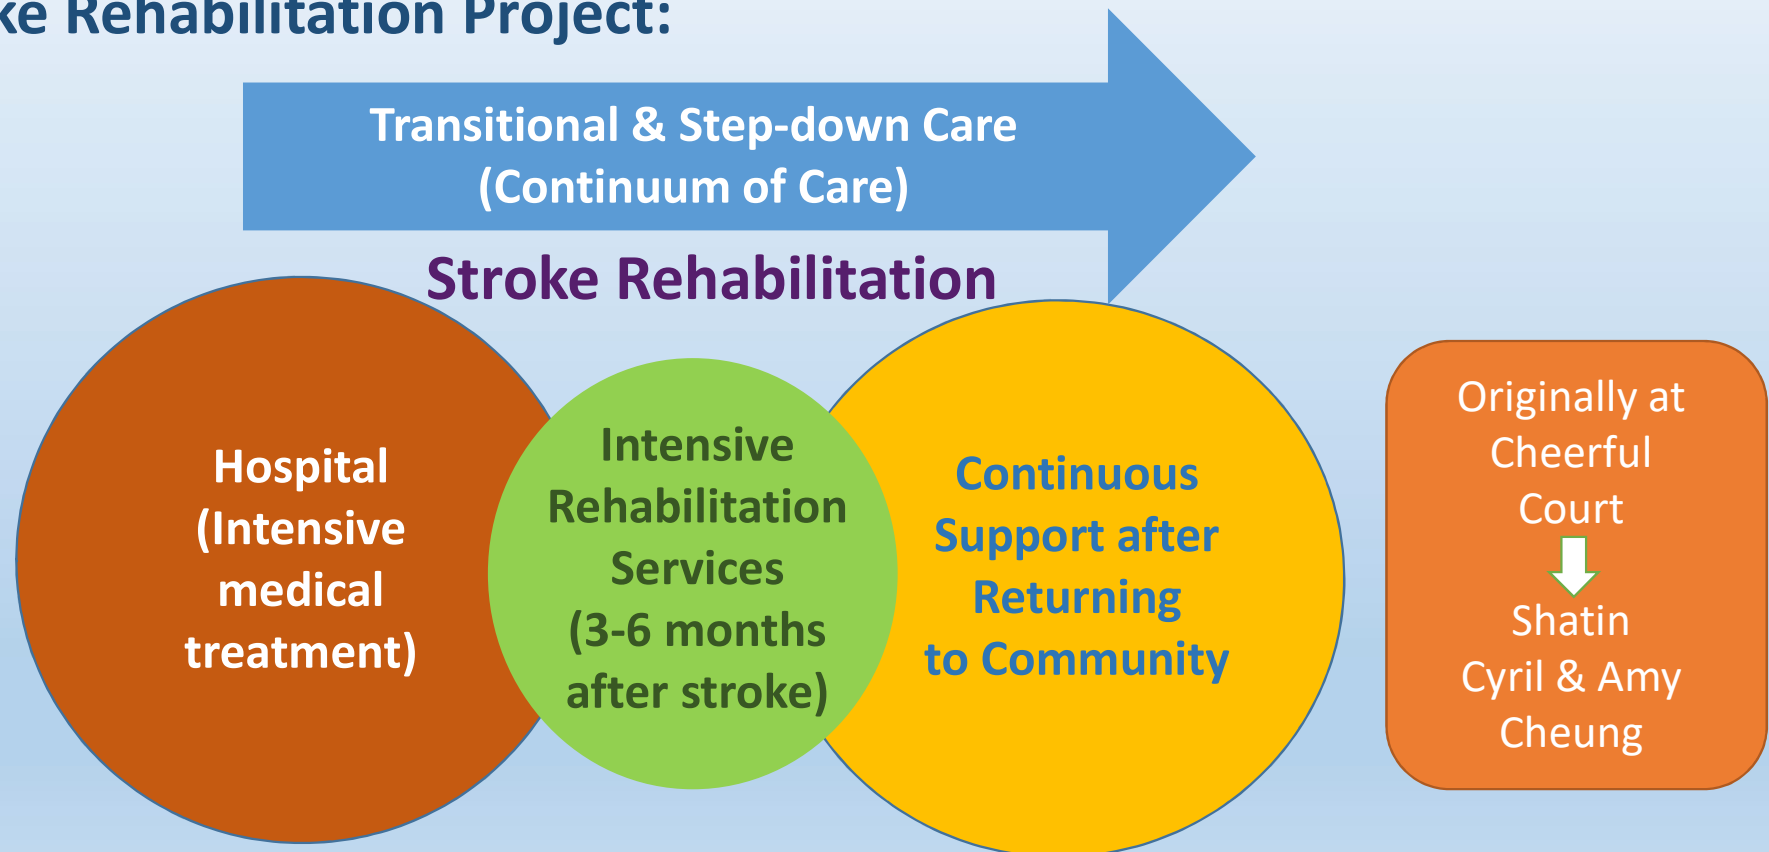 ke Rehabilitation Project:
Transitional & Step-down Care
(Continuum of Care)
Stroke Rehabilitation
Hospital
(Intensive
medical
treatment)
Intensive
Rehabilitation
Services
(3-6 months
after stroke)
Continuous
Support after
Returning
to Community
Originally at
Cheerful
Court
Shatin
Cyril & Amy
Cheung